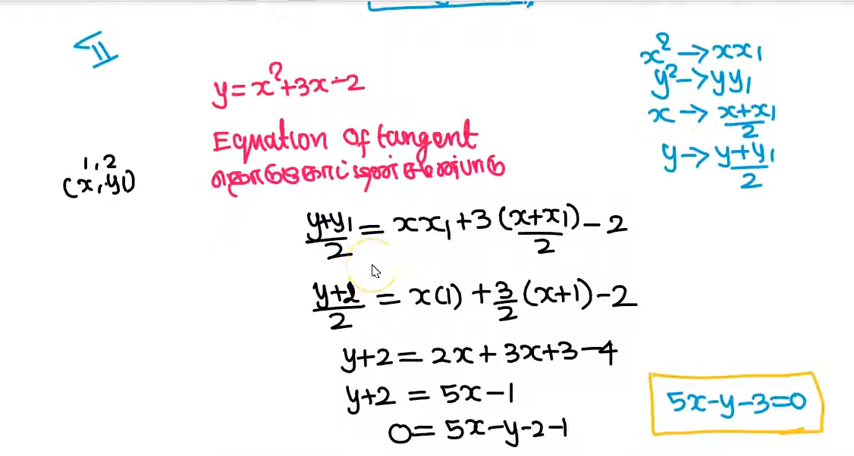 II
y = x² + 3x - 2
Equation of tangent
தொடுகோட்டின் சமன்பாடு
1, 2
(x, y1)
x² → xx₁
y² → yy₁
x → (x+x₁)/2
y → (y+y₁)/2
(y+y₁)/2 = xx₁ + 3 (x+x₁)/2 - 2
(y+2)/2 = x(1) + 3/2 (x+1) - 2
y+2 = 2x + 3x + 3 - 4
y+2 = 5x - 1
0 = 5x - y - 2 - 1
5x - y - 3 = 0